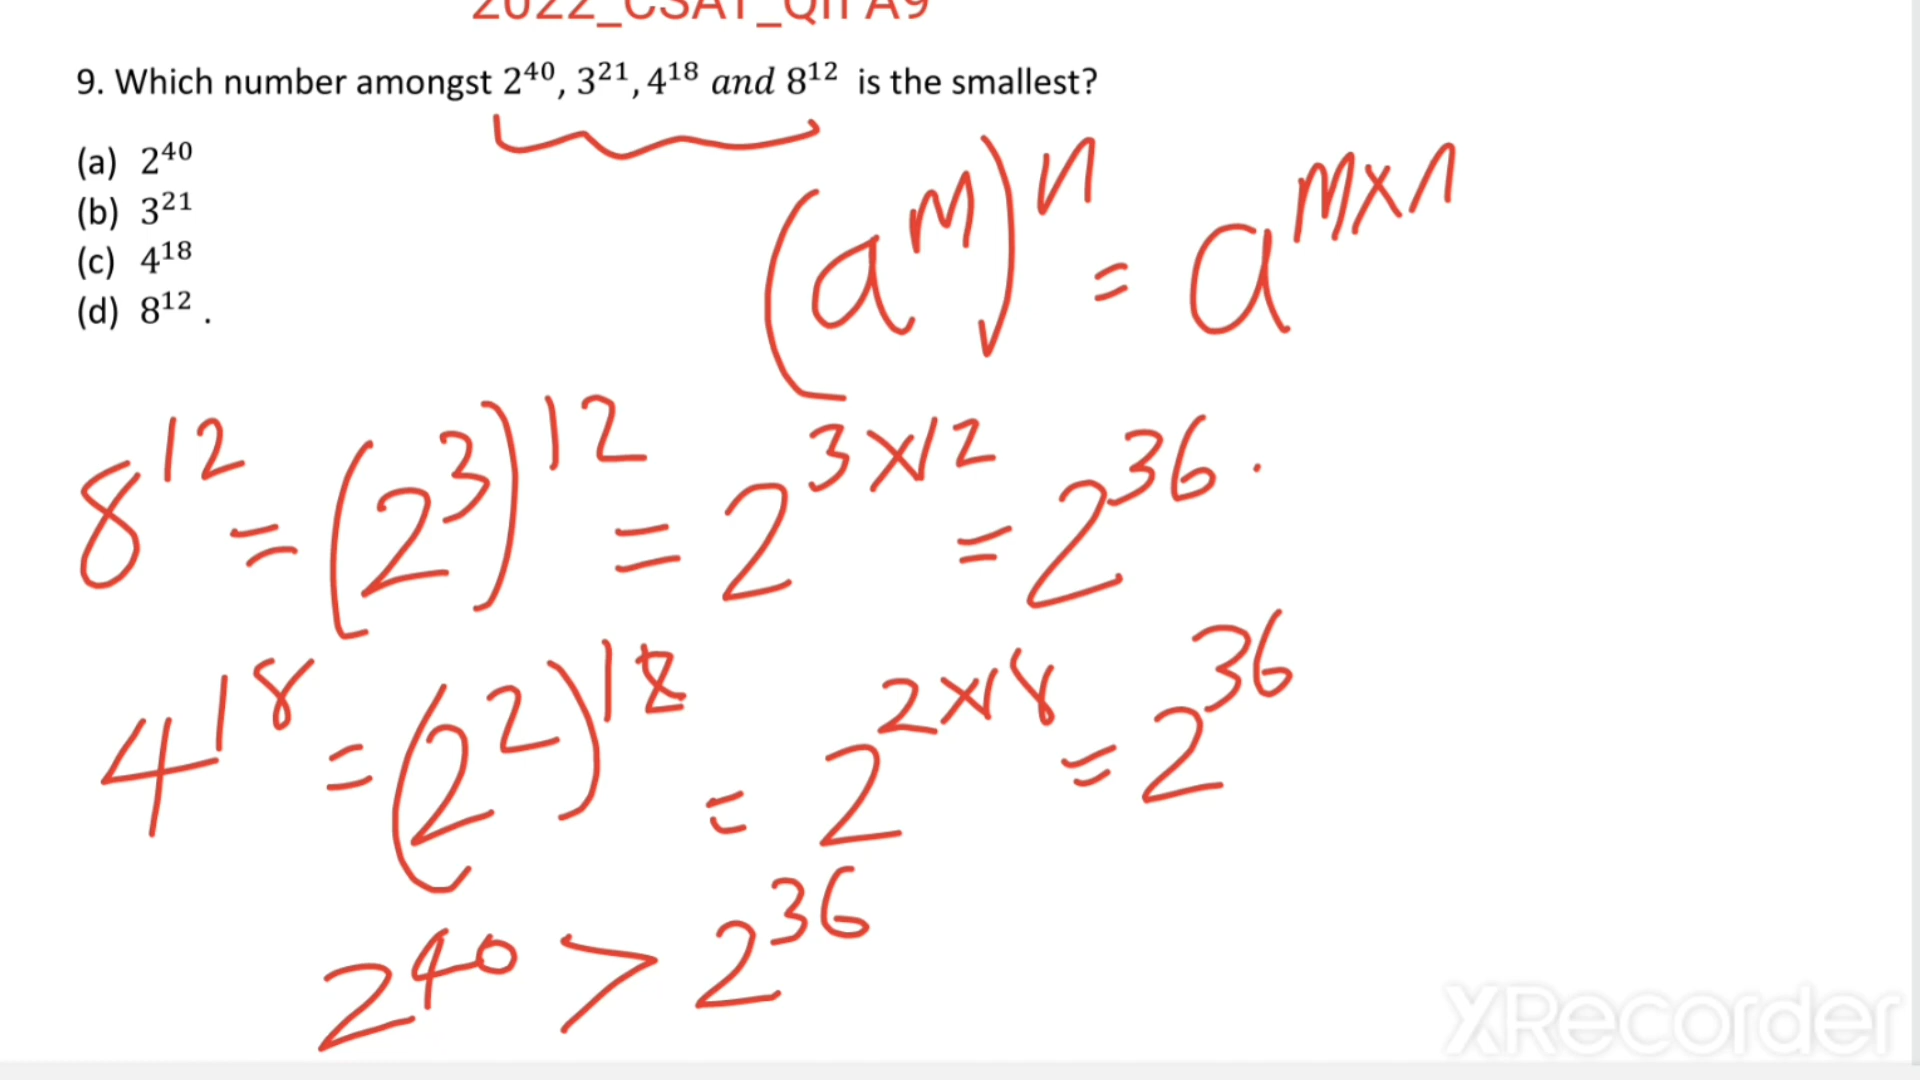 2022_CSAT_Qn A9
9. Which number amongst 2⁴⁰, 3²¹, 4¹⁸ and 8¹² is the smallest?
(a) 2⁴⁰
(b) 3²¹
(c) 4¹⁸
(d) 8¹² .
(aᵐ)ⁿ = aᵐˣⁿ
8¹² = (2³)¹² = 2³ˣ¹² = 2³⁶ .
4¹⁸ = (2²)¹⁸ = 2²ˣ¹⁸ = 2³⁶
2⁴⁰ > 2³⁶
XRecorder